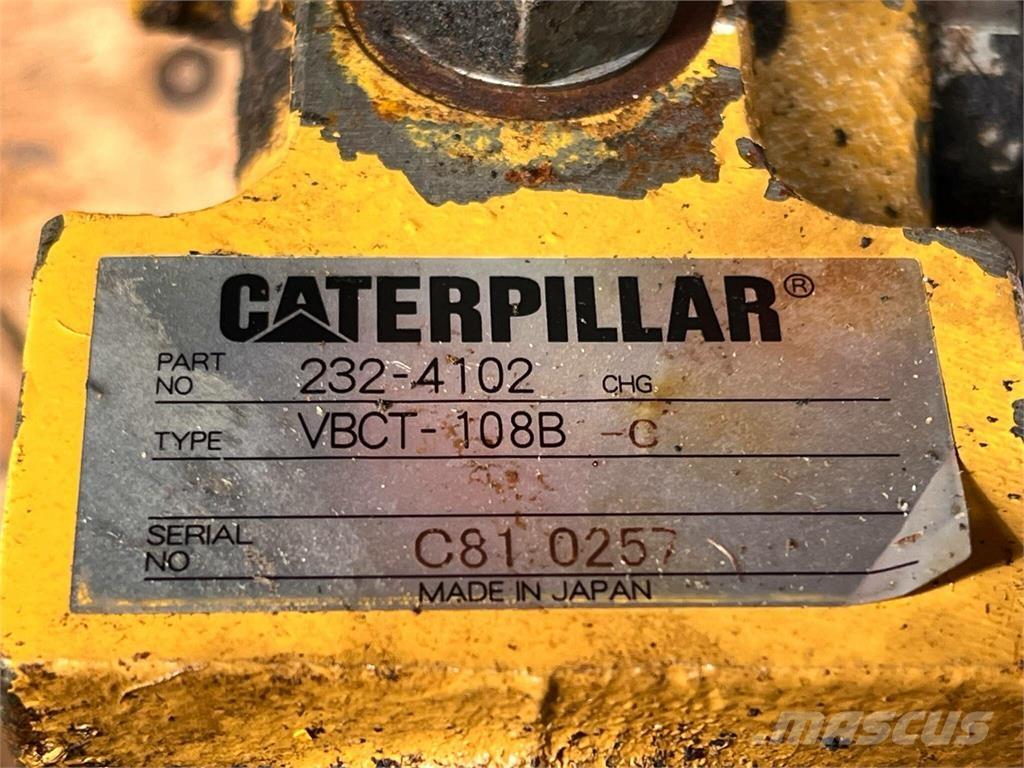 CATERPILLAR®
PART NO 232-4102 CHG
TYPE VBCT-108B -C
SERIAL NO C81 0257
MADE IN JAPAN
mascus